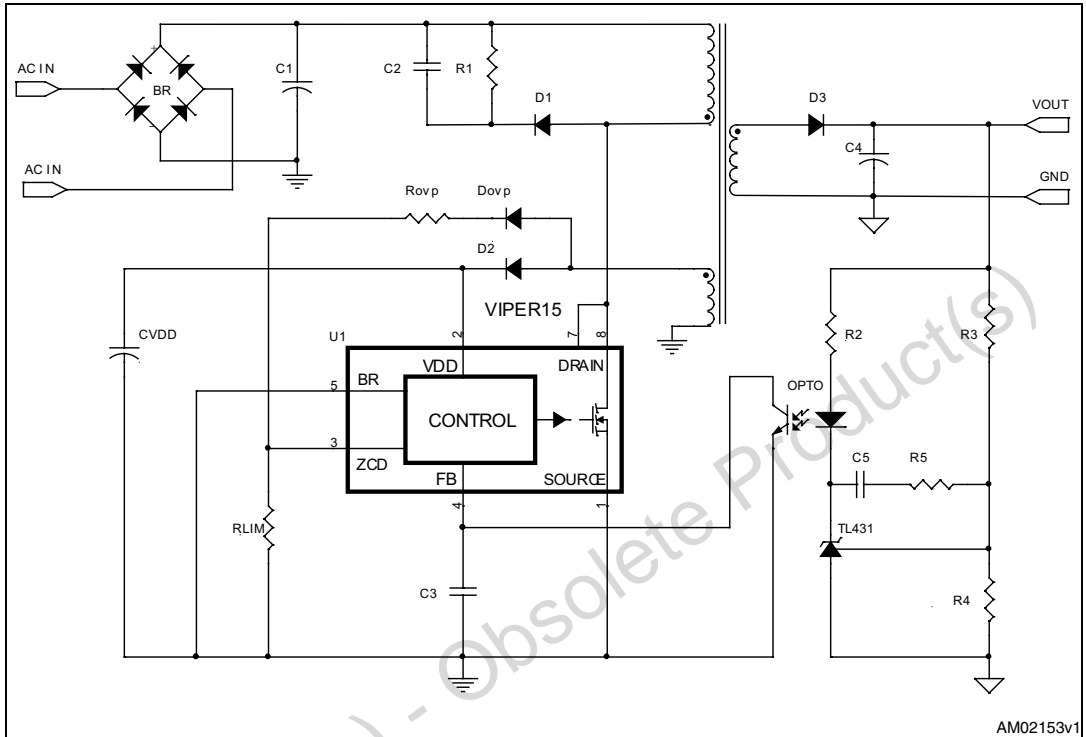 AC IN
BR
+
-
C1
C2
R1
D1
D3
VOUT
C4
AC IN
GND
Rovp
Dovp
D2
VIPER15
CVDD
U1
2
7
8
R2
R3
VDD
DRAIN
5
BR
OPTO
CONTROL
3
ZCD
C5
R5
FB
SOURCE
4
1
TL431
RLIM
C3
R4
) - Obsolete Product(s)
AM02153v1